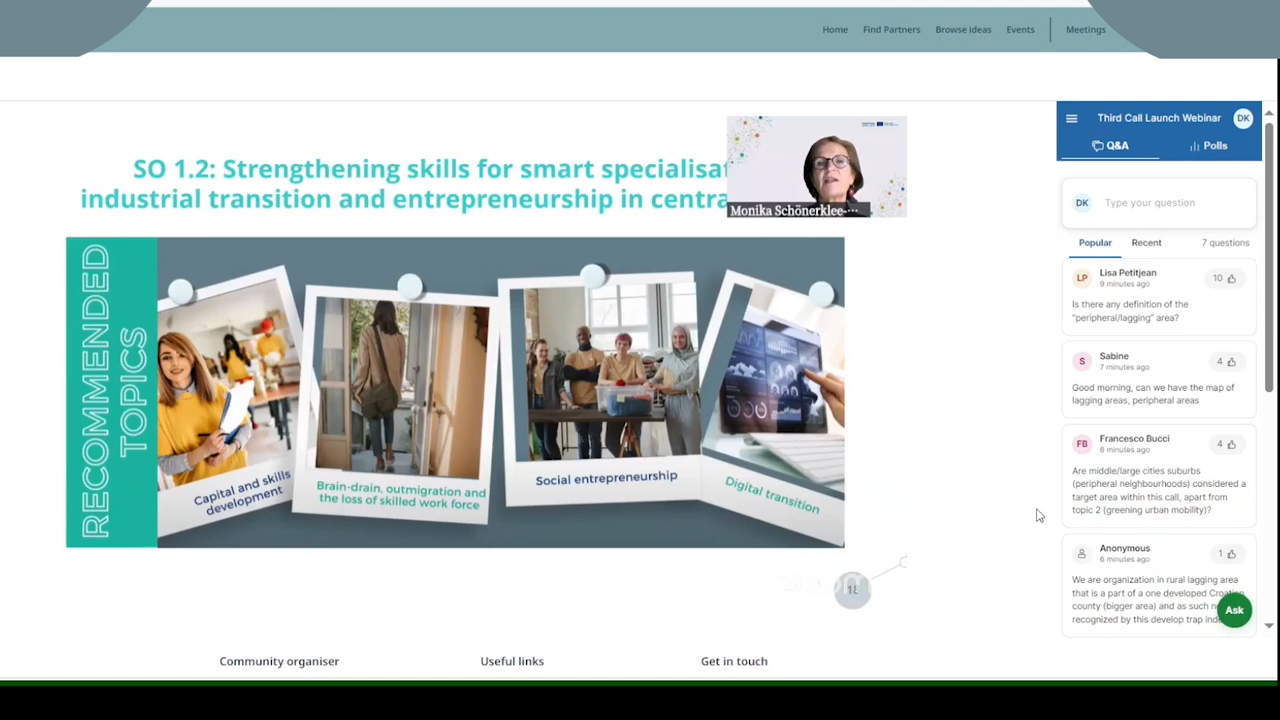 Home Find Partners Browse ideas Events Meetings
SO 1.2: Strengthening skills for smart specialisat
industrial transition and entrepreneurship in centra
Monika Schönerklee-...
RECOMMENDED
TOPICS
Capital and skills
development
Brain-drain, outmigration and
the loss of skilled work force
Social entrepreneurship
Digital transition
18
Community organiser Useful links Get in touch
Third Call Launch Webinar DK
Q&A Polls
DK Type your question
Popular Recent 7 questions
LP Lisa Petitjean 10
9 minutes ago
Is there any definition of the
"peripheral/lagging" area?
S Sabine 4
7 minutes ago
Good morning, can we have the map of
lagging areas, peripheral areas
FB Francesco Bucci 4
6 minutes ago
Are middle/large cities suburbs
(peripheral neighbourhoods) considered a
target area within this call, apart from
topic 2 (greening urban mobility)?
Anonymous 1
6 minutes ago
We are organization in rural lagging area
that is a part of a one developed Croatian
county (bigger area) and as such
recognized by this develop trap
Ask